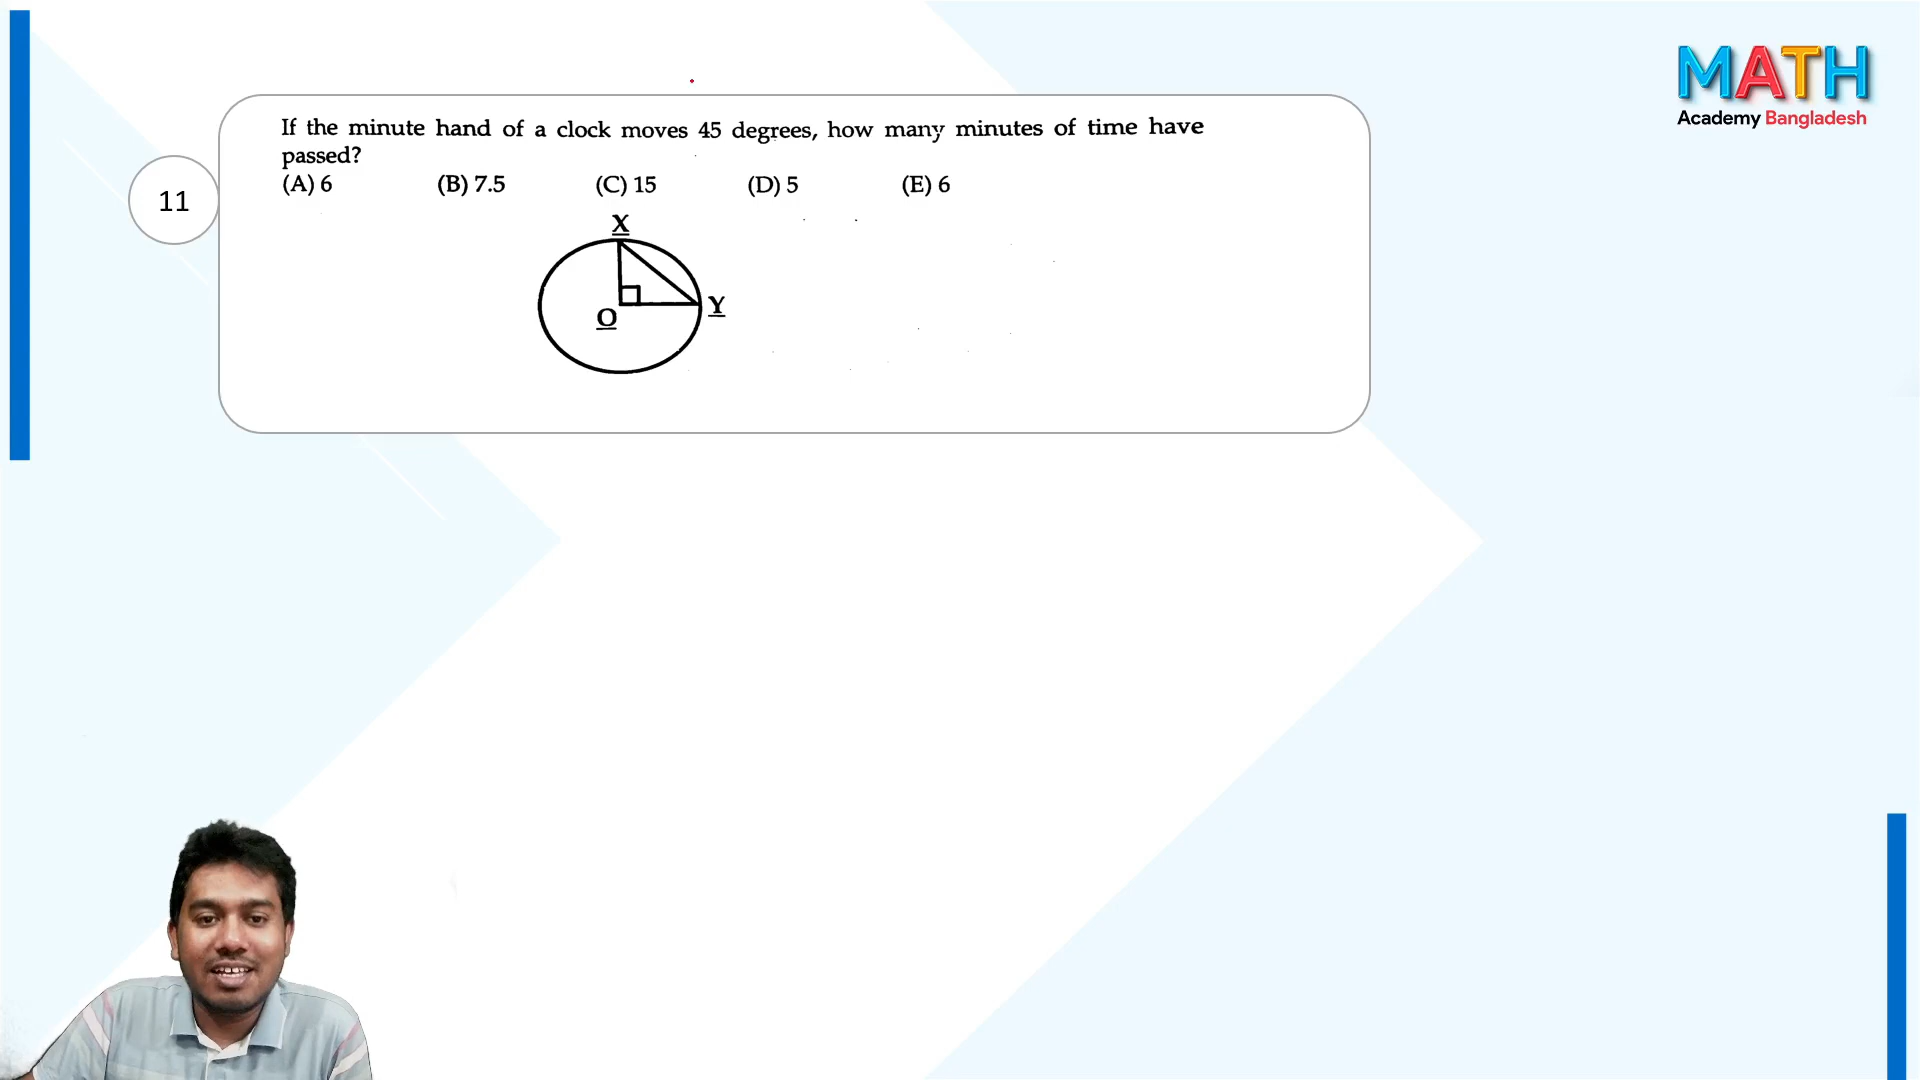 MATH
Academy Bangladesh
11
If the minute hand of a clock moves 45 degrees, how many minutes of time have
passed?
(A) 6 (B) 7.5 (C) 15 (D) 5 (E) 6
X
O
Y